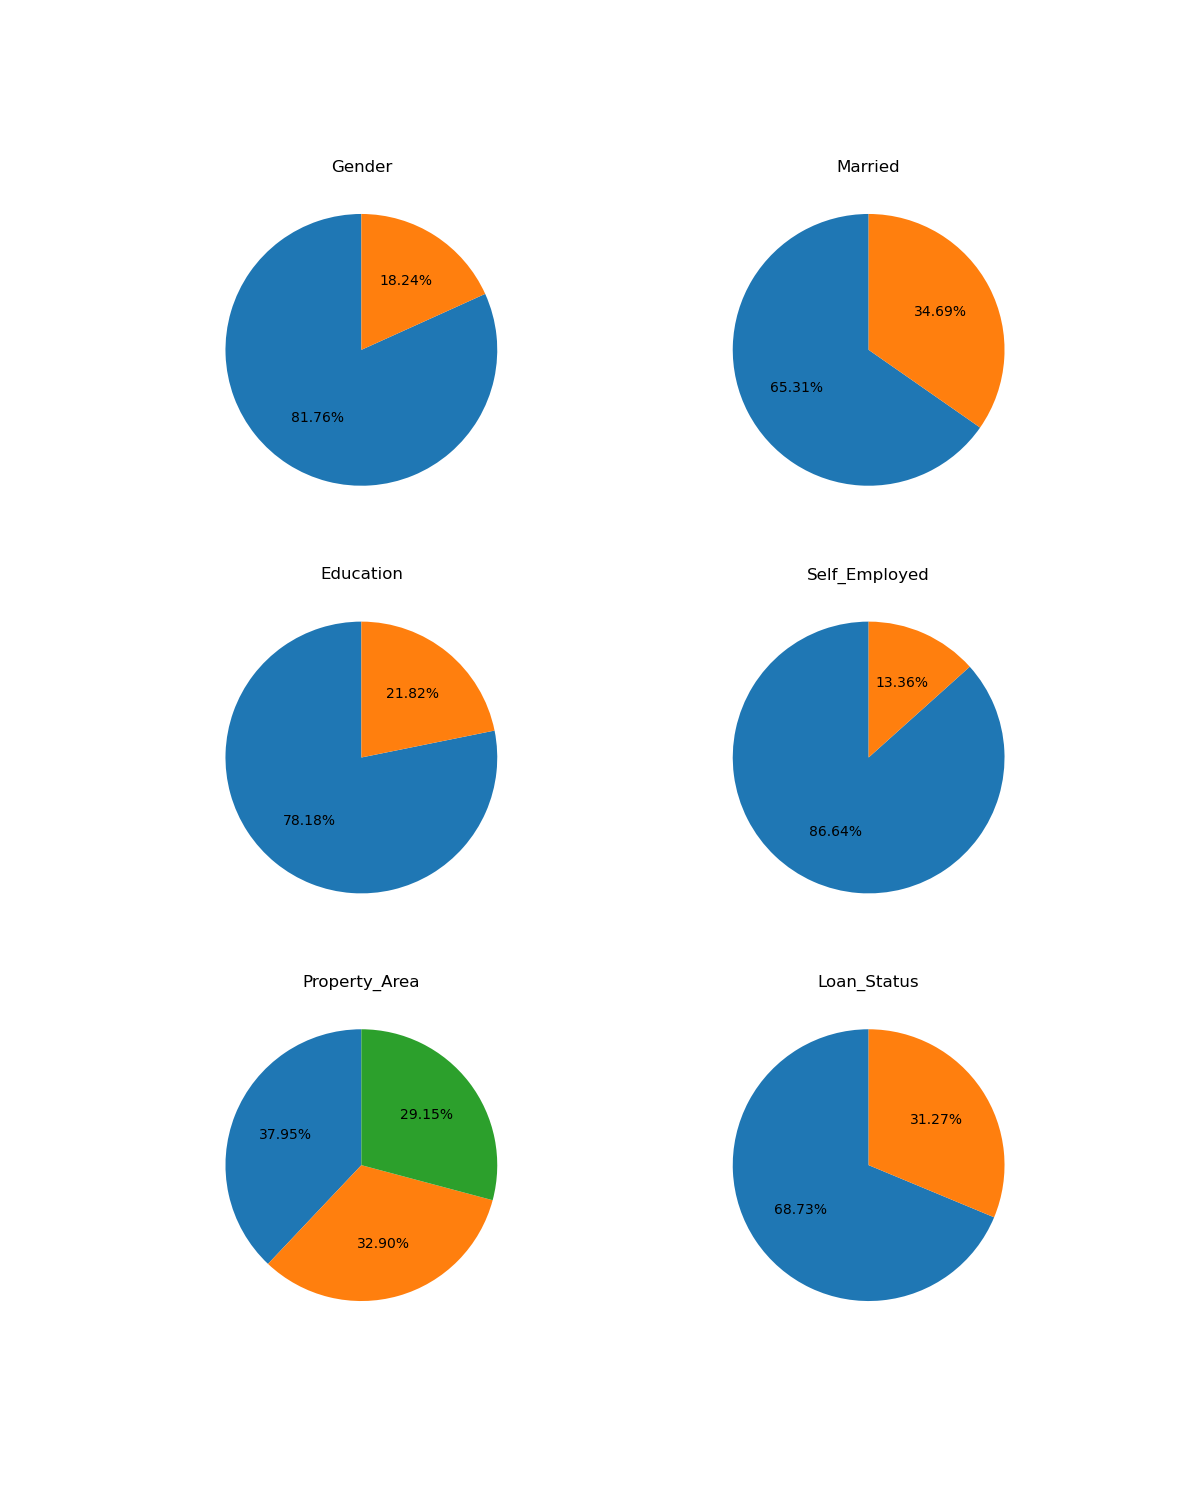 Gender
Married
18.24%
81.76%
34.69%
65.31%
Education
Self_Employed
21.82%
78.18%
13.36%
86.64%
Property_Area
Loan_Status
29.15%
37.95%
32.90%
31.27%
68.73%